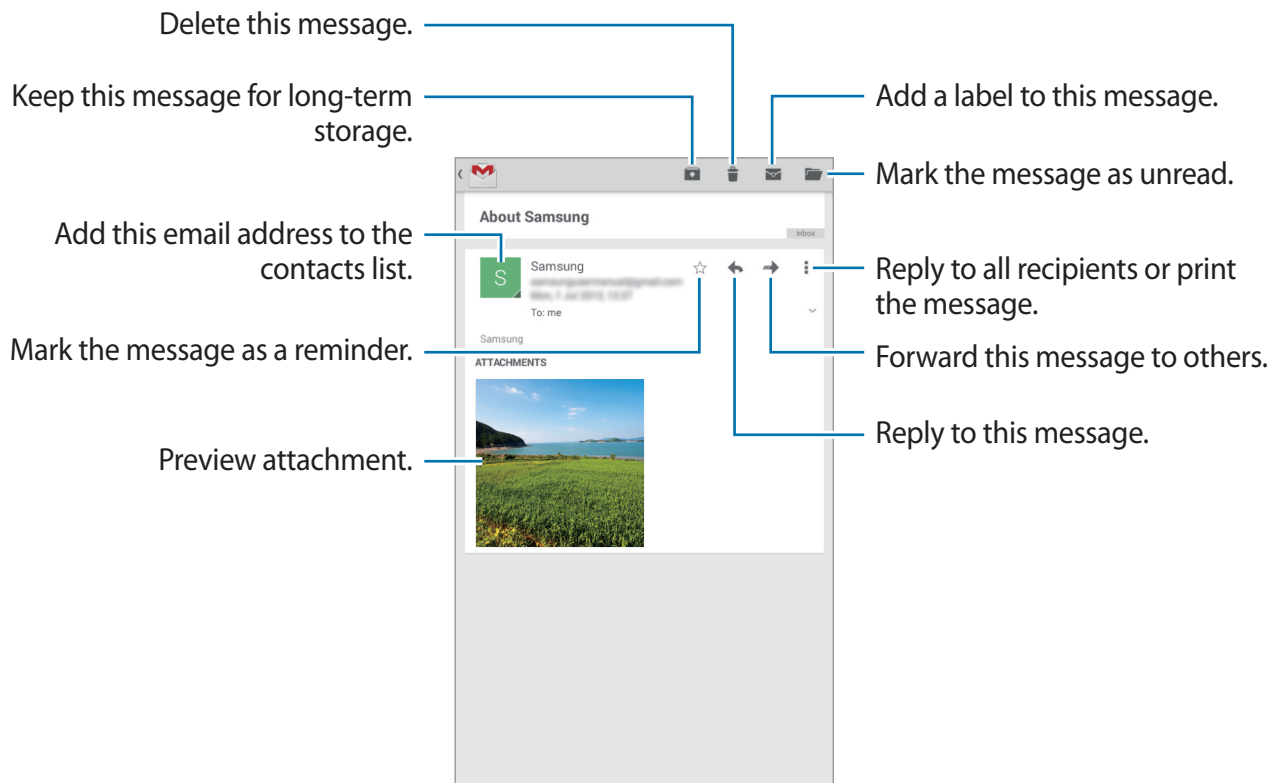 Delete this message.
Keep this message for long-term
storage.
Add a label to this message.
Mark the message as unread.
About Samsung
Inbox
Add this email address to the
contacts list.
S
Samsung
To: me
Reply to all recipients or print
the message.
Samsung
Mark the message as a reminder.
ATTACHMENTS
Forward this message to others.
Reply to this message.
Preview attachment.